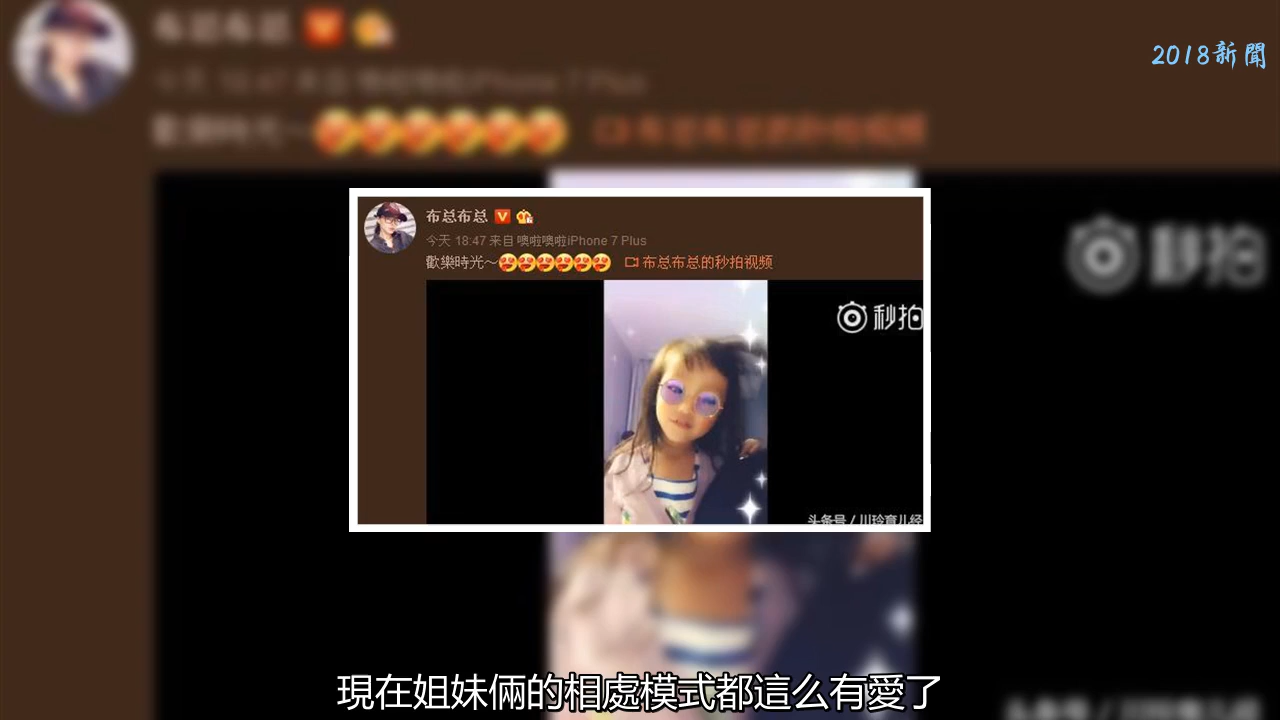 2018新聞
布总布总
今天 18:47 来自 噢啦噢啦iPhone 7 Plus
歡樂時光～ 布总布总的秒拍视频
秒拍
头条号 / 川玲育儿经
現在姐妹倆的相處模式都這么有愛了